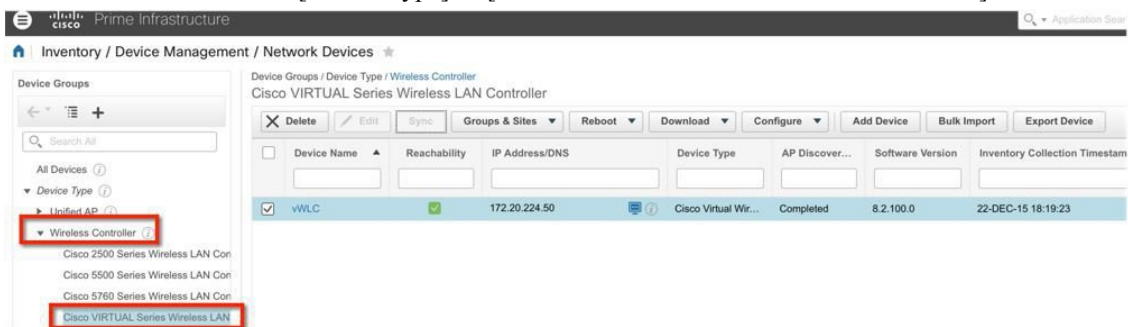 cisco Prime Infrastructure
Application Sear
Inventory / Device Management / Network Devices
Device Groups
Search All
All Devices
Device Type
Unified AP
Wireless Controller
Cisco 2500 Series Wireless LAN Con
Cisco 5500 Series Wireless LAN Con
Cisco 5760 Series Wireless LAN Con
Cisco VIRTUAL Series Wireless LAN
Device Groups / Device Type / Wireless Controller
Cisco VIRTUAL Series Wireless LAN Controller
Delete Edit Sync Groups & Sites Reboot Download Configure Add Device Bulk Import Export Device
Device Name Reachability IP Address/DNS Device Type AP Discover... Software Version Inventory Collection Timestam
vWLC 172.20.224.50 Cisco Virtual Wir... Completed 8.2.100.0 22-DEC-15 18:19:23